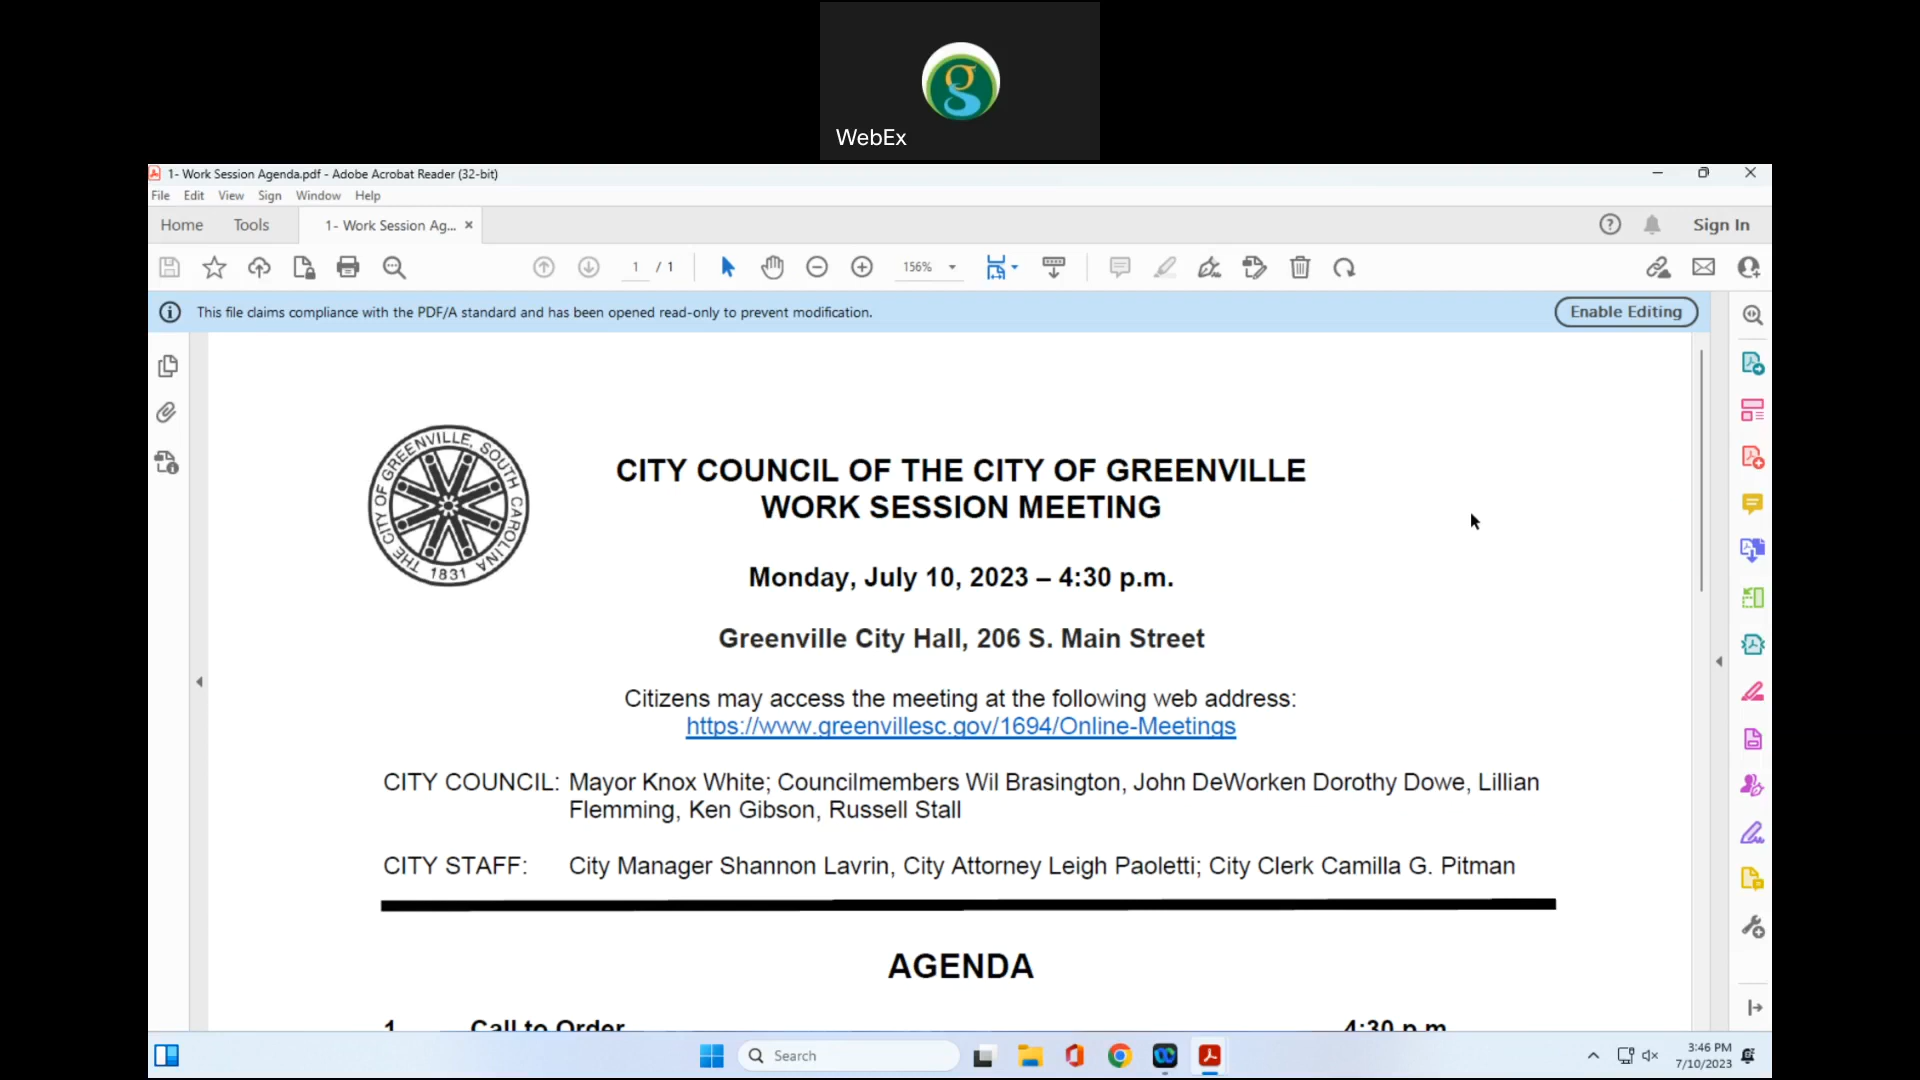 WebEx
1- Work Session Agenda.pdf - Adobe Acrobat Reader (32-bit)
File Edit View Sign Window Help
Home Tools 1- Work Session Ag... × Sign In
1 / 1 156%
This file claims compliance with the PDF/A standard and has been opened read-only to prevent modification. Enable Editing
THE CITY OF GREENVILLE, SOUTH CAROLINA
1831
CITY COUNCIL OF THE CITY OF GREENVILLE
WORK SESSION MEETING
Monday, July 10, 2023 – 4:30 p.m.
Greenville City Hall, 206 S. Main Street
Citizens may access the meeting at the following web address:
https://www.greenvillesc.gov/1694/Online-Meetings
CITY COUNCIL: Mayor Knox White; Councilmembers Wil Brasington, John DeWorken Dorothy Dowe, Lillian
Flemming, Ken Gibson, Russell Stall
CITY STAFF: City Manager Shannon Lavrin, City Attorney Leigh Paoletti; City Clerk Camilla G. Pitman
AGENDA
1 Call to Order 4:30 p.m.
Search
3:46 PM
7/10/2023